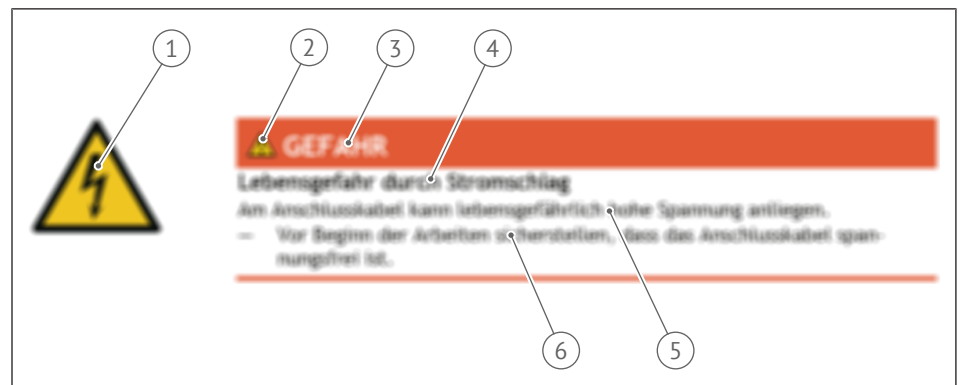 1
2
3
4
GEFAHR
Lebensgefahr durch Stromschlag
Am Anschlusskabel kann lebensgefährlich hohe Spannung anliegen.
– Vor Beginn der Arbeiten sicherstellen, dass das Anschlusskabel span-
nungsfrei ist.
6
5